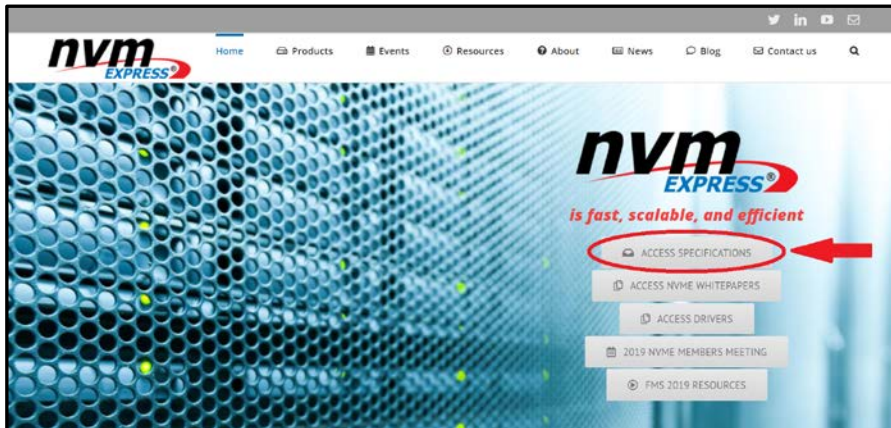 nvm
EXPRESS®
Home Products Events Resources About News Blog Contact us
nvm
EXPRESS®
is fast, scalable, and efficient
ACCESS SPECIFICATIONS
ACCESS NVME WHITEPAPERS
ACCESS DRIVERS
2019 NVME MEMBERS MEETING
FMS 2019 RESOURCES